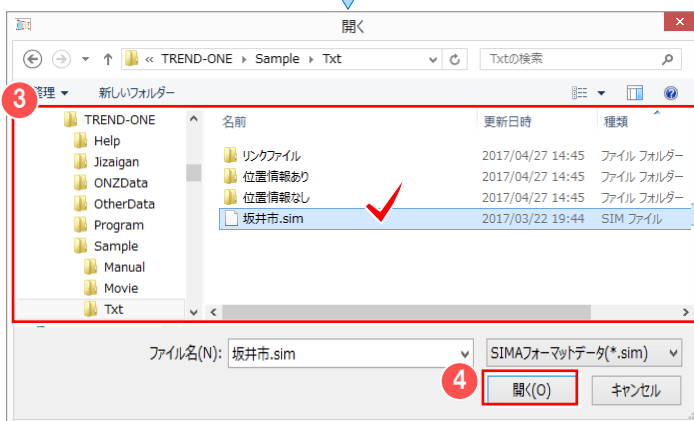 開く
« TREND-ONE Sample Txt Txtの検索
3 整理 新しいフォルダー
TREND-ONE 名前 更新日時 種類
Help
Jizaigan リンクファイル 2017/04/27 14:45 ファイル フォルダー
ONZData 位置情報あり 2017/04/27 14:45 ファイル フォルダー
OtherData 位置情報なし 2017/04/27 14:45 ファイル フォルダー
Program 坂井市.sim 2017/03/22 19:44 SIM ファイル
Sample
Manual
Movie
Txt
ファイル名(N): 坂井市.sim SIMAフォーマットデータ(*.sim)
4 開く(O) キャンセル